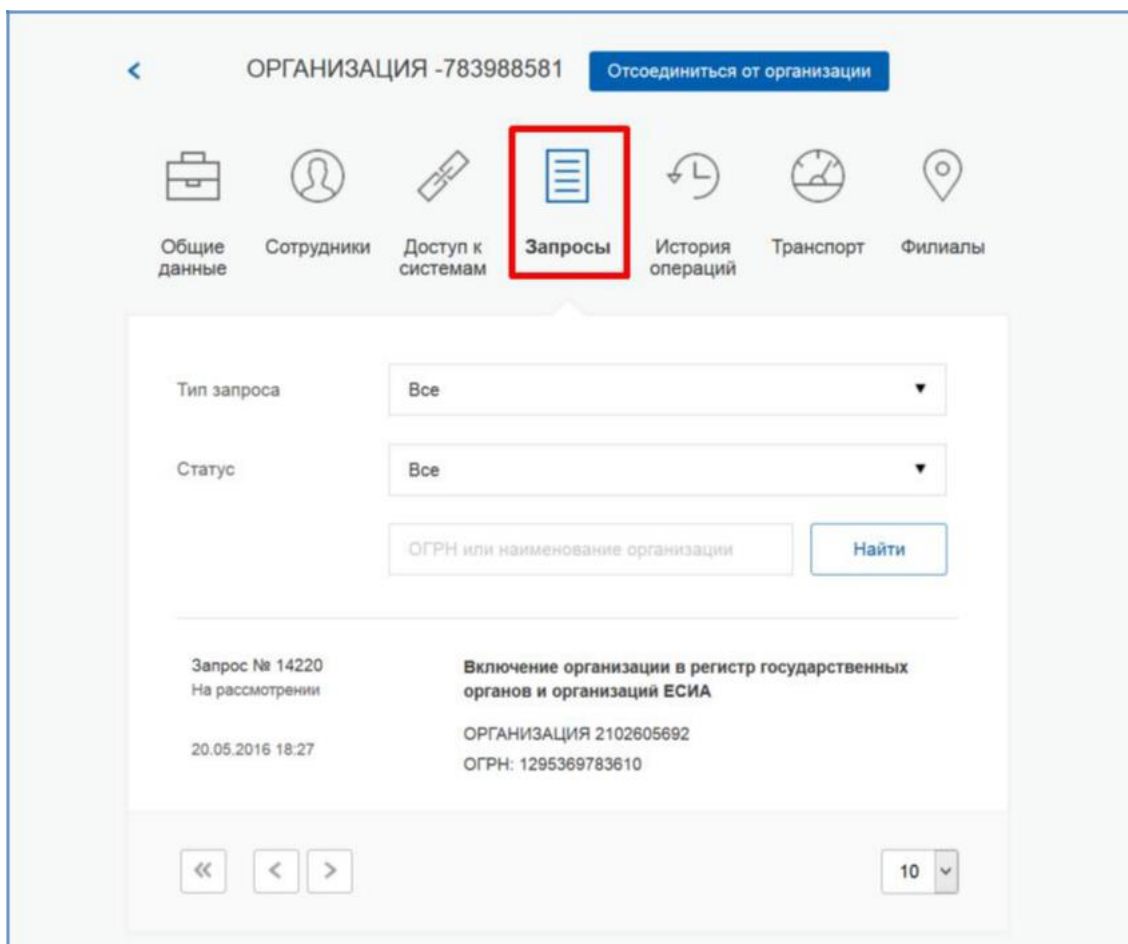 ОРГАНИЗАЦИЯ -783988581
Отсоединиться от организации
Общие
данные
Сотрудники
Доступ к
системам
Запросы
История
операций
Транспорт
Филиалы
Тип запроса
Все
Статус
Все
ОГРН или наименование организации
Найти
Запрос № 14220
На рассмотрении
20.05.2016 18:27
Включение организации в регистр государственных
органов и организаций ЕСИА
ОРГАНИЗАЦИЯ 2102605692
ОГРН: 1295369783610
10